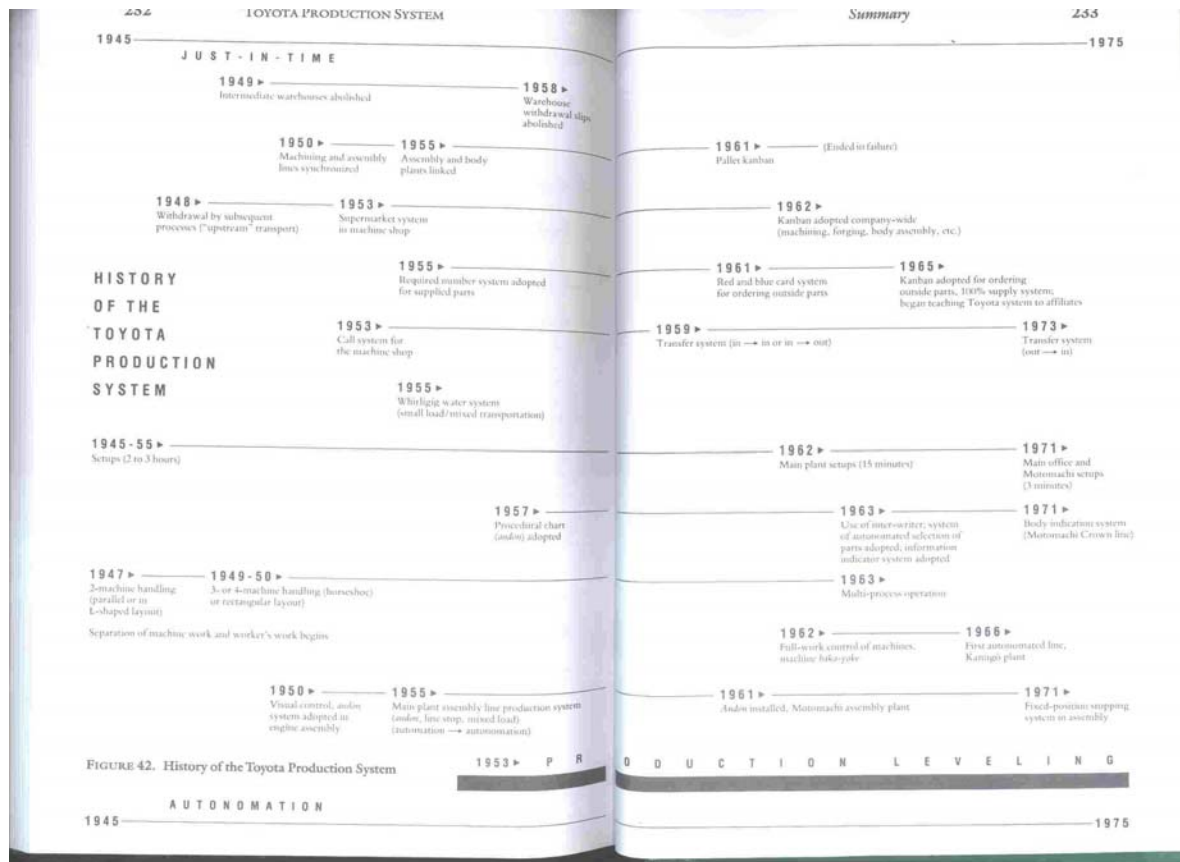 232 TOYOTA PRODUCTION SYSTEM
1945
JUST-IN-TIME
1949 ►
Intermediate warehouses abolished
1958 ►
Warehouse
withdrawal slips
abolished
1950 ►
Machining and assembly
lines synchronized
1955 ►
Assembly and body
plants linked
1948 ►
Withdrawal by subsequent
processes ("upstream" transport)
1953 ►
Supermarket system
in machine shop
HISTORY
OF THE
TOYOTA
PRODUCTION
SYSTEM
1955 ►
Required number system adopted
for supplied parts
1953 ►
Call system for
the machine shop
1955 ►
Whirligig water system
(small load/mixed transportation)
1945-55 ►
Setups (2 to 3 hours)
1957 ►
Procedural chart
(andon) adopted
1947 ►
2-machine handling
(parallel or in
L-shaped layout)
1949-50 ►
3- or 4-machine handling (horseshoe)
or rectangular layout)
Separation of machine work and worker's work begins
1950 ►
Visual control, andon
system adopted in
engine assembly
1955 ►
Main plant assembly line production system
(andon, line stop, mixed load)
(automation → autonomation)
FIGURE 42. History of the Toyota Production System
1953 ► PRODUCTION LEVELING
AUTONOMATION
1945
Summary 233
1975
1961 ► (Ended in failure)
Pallet kanban
1962 ►
Kanban adopted company-wide
(machining, forging, body assembly, etc.)
1961 ►
Red and blue card system
for ordering outside parts
1965 ►
Kanban adopted for ordering
outside parts, 100% supply system;
began teaching Toyota system to affiliates
1959 ►
Transfer system (in → in or in → out)
1973 ►
Transfer system
(out → in)
1962 ►
Main plant setups (15 minutes)
1971 ►
Main office and
Motomachi setups
(3 minutes)
1963 ►
Use of inter-writer; system
of autonomated selection of
parts adopted; information
indicator system adopted
1971 ►
Body indication system
(Motomachi Crown line)
1963 ►
Multi-process operation
1962 ►
Full-work control of machines,
machine baka-yoke
1966 ►
First autonomated line,
Kamigō plant
1961 ►
Andon installed, Motomachi assembly plant
1971 ►
Fixed-position stopping
system in assembly
1975